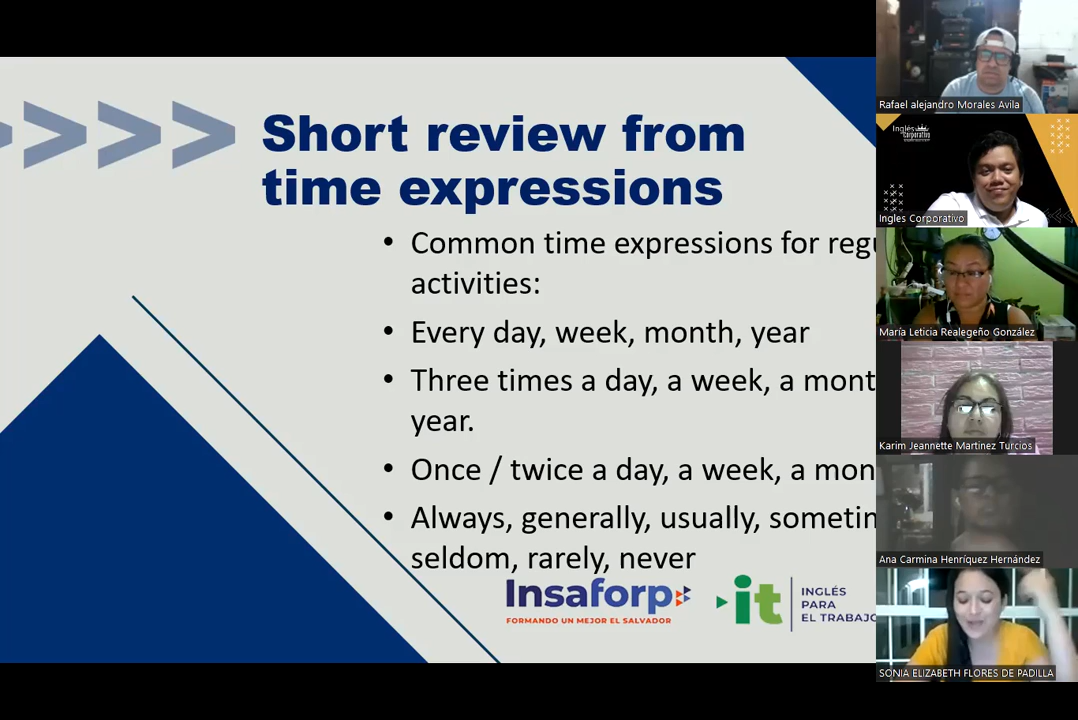 Short review from
time expressions
• Common time expressions for regu
activities:
• Every day, week, month, year
• Three times a day, a week, a mont
year.
• Once / twice a day, a week, a mon
• Always, generally, usually, sometim
seldom, rarely, never
Insaforp
FORMANDO UN MEJOR EL SALVADOR
it
INGLÉS
PARA
EL TRABAJO
Rafael alejandro Morales Avila
Inglés
Corporativo
Ingles Corporativo
María Leticia Realegeño González
Karim Jeannette Martinez Turcios
Ana Carmina Henríquez Hernández
SONIA ELIZABETH FLORES DE PADILLA